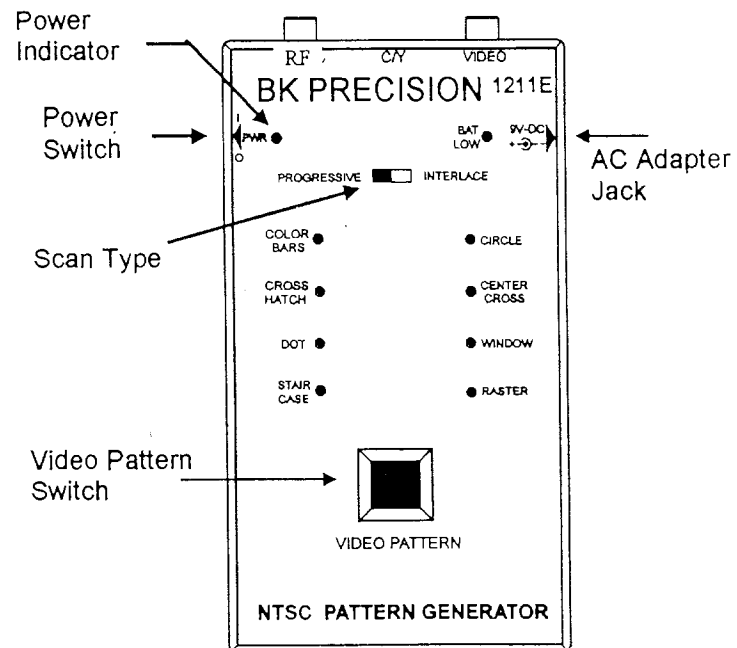 Power
Indicator
RF C/Y VIDEO
BK PRECISION 1211E
Power
Switch
PWR
BAT
LOW
9V-DC
AC Adapter
Jack
PROGRESSIVE INTERLACE
Scan Type
COLOR
BARS
CIRCLE
CROSS
HATCH
CENTER
CROSS
DOT
WINDOW
STAIR
CASE
RASTER
Video Pattern
Switch
VIDEO PATTERN
NTSC PATTERN GENERATOR